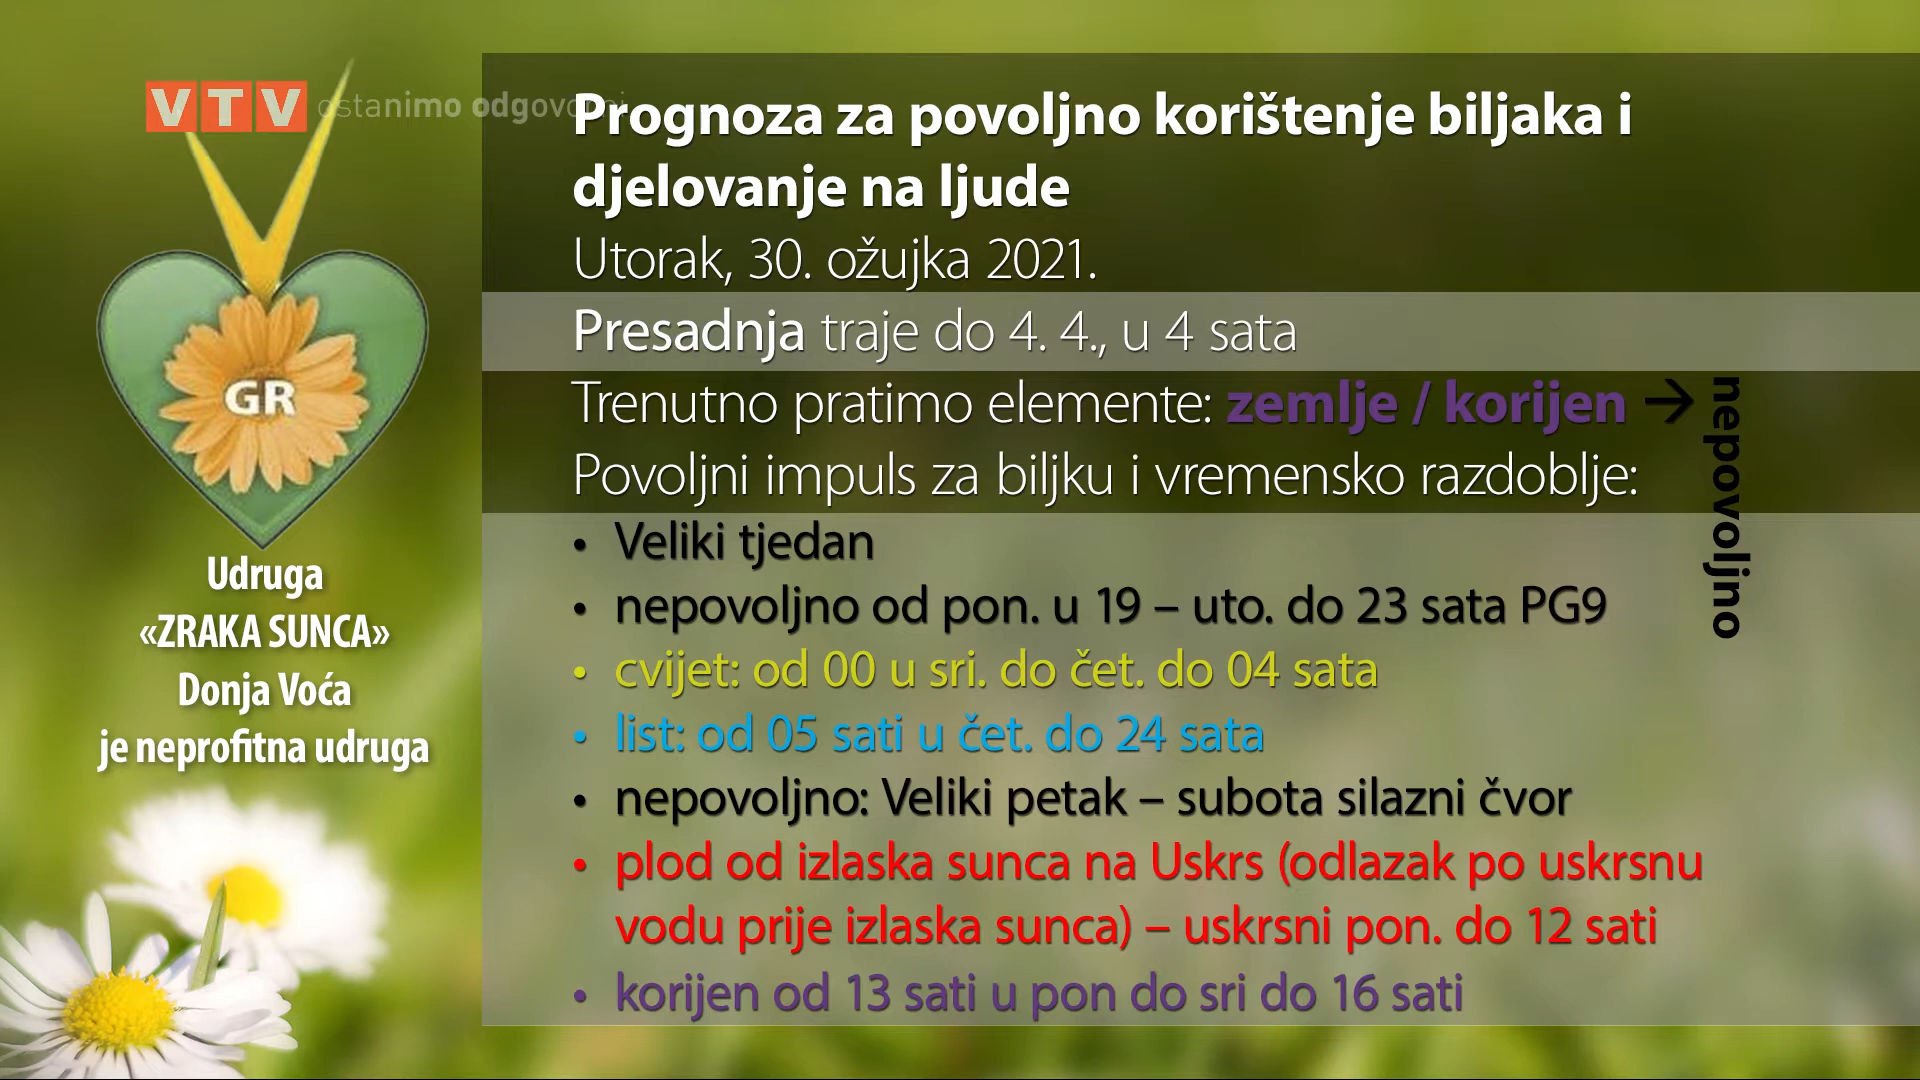 VTV
ostanimo odgovorni
Prognoza za povoljno korištenje biljaka i
djelovanje na ljude
Utorak, 30. ožujka 2021.
Presadnja traje do 4. 4., u 4 sata
Trenutno pratimo elemente: zemlje / korijen →
nepovoljno
Povoljni impuls za biljku i vremensko razdoblje:
• Veliki tjedan
• nepovoljno od pon. u 19 – uto. do 23 sata PG9
• cvijet: od 00 u sri. do čet. do 04 sata
• list: od 05 sati u čet. do 24 sata
• nepovoljno: Veliki petak – subota silazni čvor
• plod od izlaska sunca na Uskrs (odlazak po uskrsnu
vodu prije izlaska sunca) – uskrsni pon. do 12 sati
• korijen od 13 sati u pon do sri do 16 sati
GR
Udruga
«ZRAKA SUNCA»
Donja Voća
je neprofitna udruga